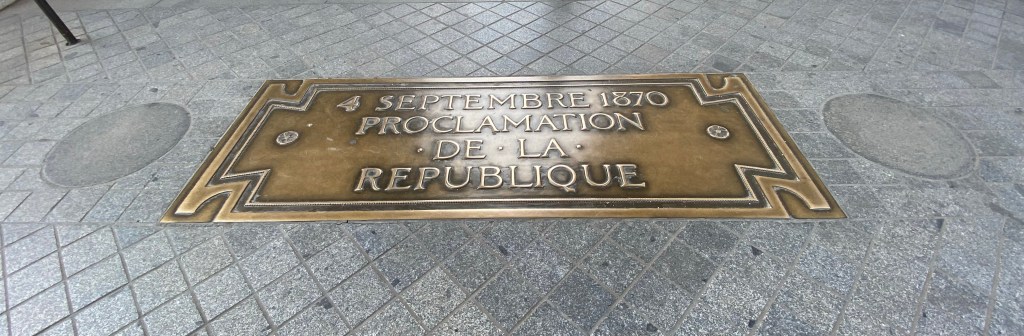 4 SEPTEMBRE 1870
PROCLAMATION
· DE · LA ·
REPUBLIQUE